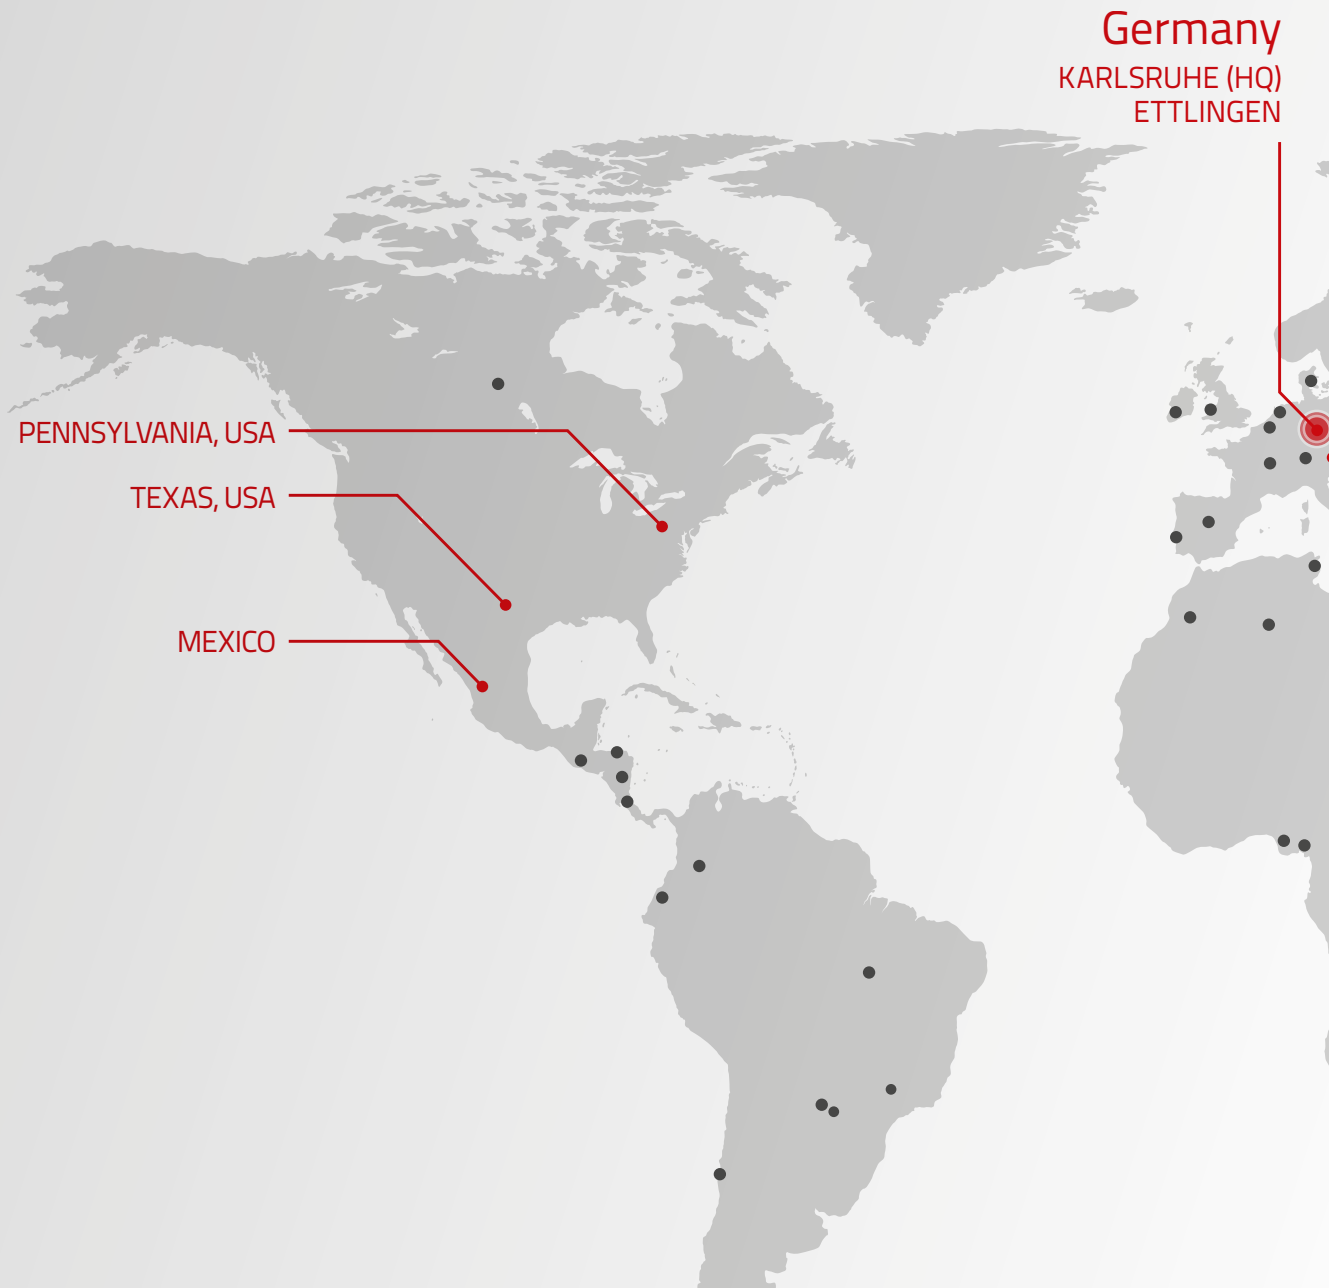 Germany
KARLSRUHE (HQ)
ETTLINGEN
PENNSYLVANIA, USA
TEXAS, USA
MEXICO